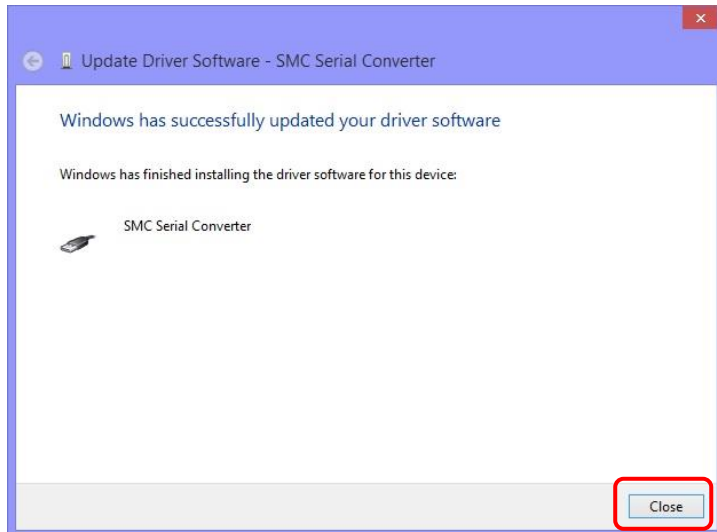 Update Driver Software - SMC Serial Converter
Windows has successfully updated your driver software
Windows has finished installing the driver software for this device:
SMC Serial Converter
Close